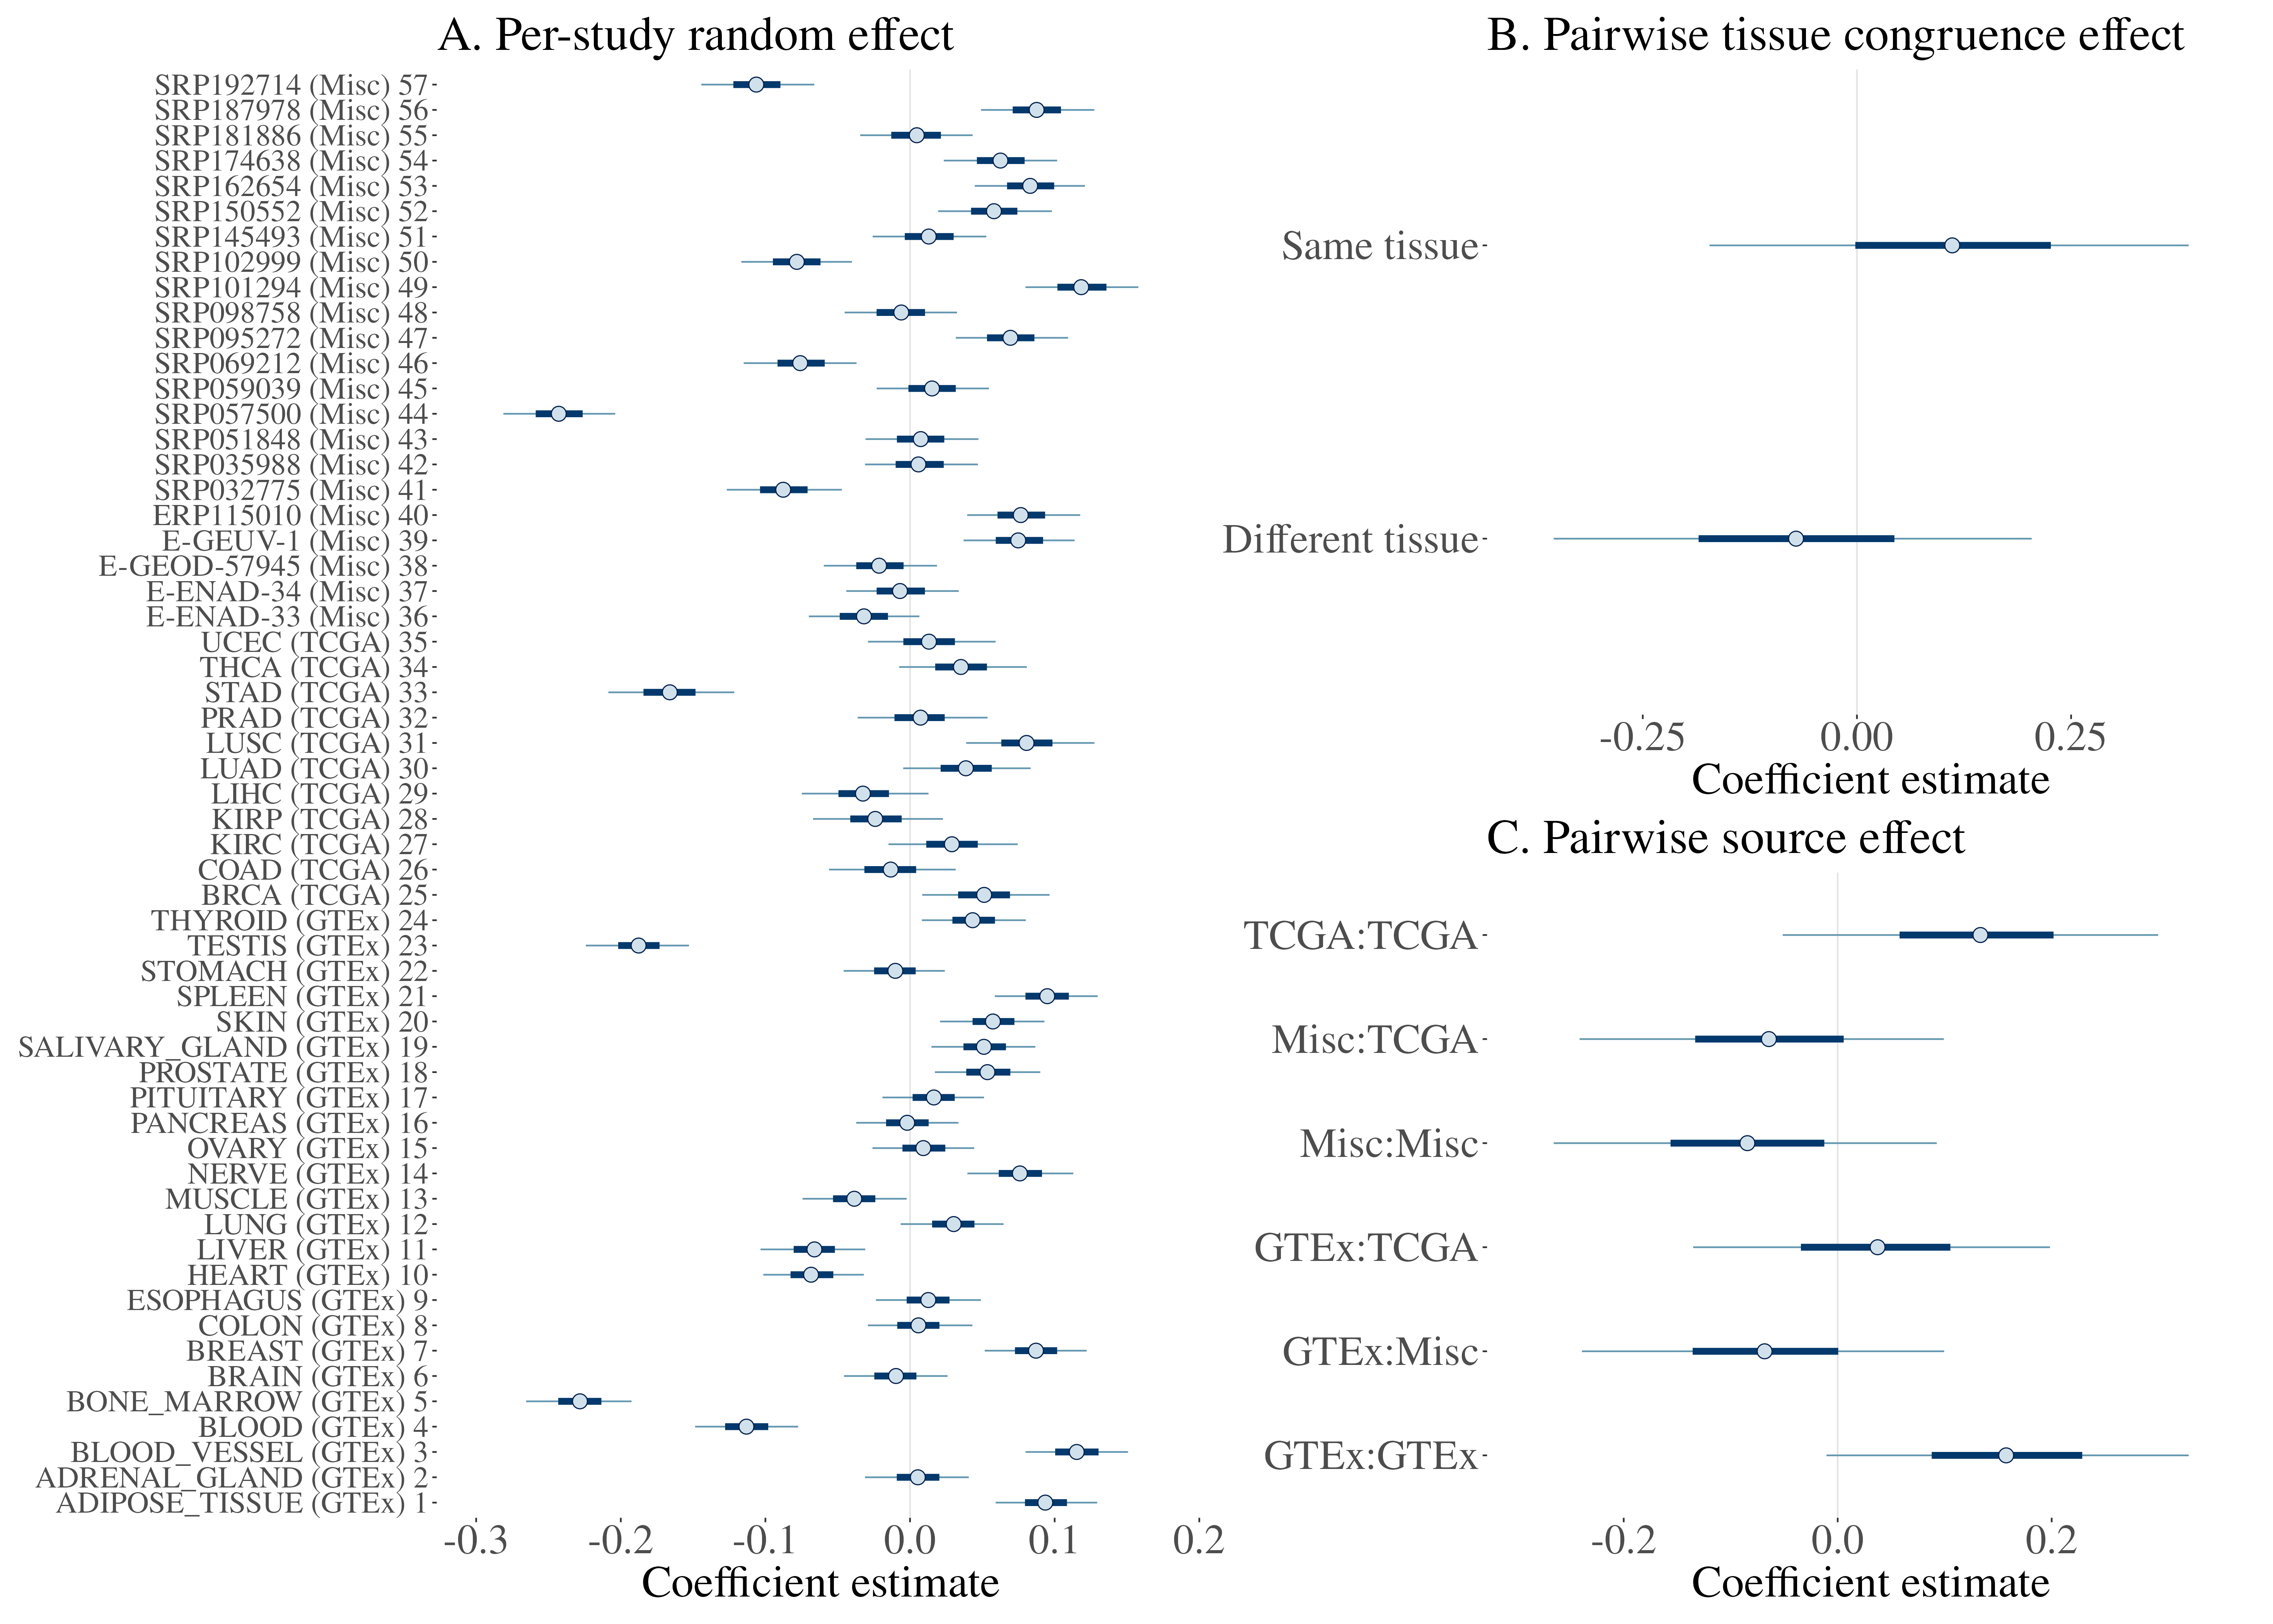 A. Per-study random effect
SRP192714 (Misc) 57
SRP187978 (Misc) 56
SRP181886 (Misc) 55
SRP174638 (Misc) 54
SRP162654 (Misc) 53
SRP150552 (Misc) 52
SRP145493 (Misc) 51
SRP102999 (Misc) 50
SRP101294 (Misc) 49
SRP098758 (Misc) 48
SRP095272 (Misc) 47
SRP069212 (Misc) 46
SRP059039 (Misc) 45
SRP057500 (Misc) 44
SRP051848 (Misc) 43
SRP035988 (Misc) 42
SRP032775 (Misc) 41
ERP115010 (Misc) 40
E-GEUV-1 (Misc) 39
E-GEOD-57945 (Misc) 38
E-ENAD-34 (Misc) 37
E-ENAD-33 (Misc) 36
UCEC (TCGA) 35
THCA (TCGA) 34
STAD (TCGA) 33
PRAD (TCGA) 32
LUSC (TCGA) 31
LUAD (TCGA) 30
LIHC (TCGA) 29
KIRP (TCGA) 28
KIRC (TCGA) 27
COAD (TCGA) 26
BRCA (TCGA) 25
THYROID (GTEx) 24
TESTIS (GTEx) 23
STOMACH (GTEx) 22
SPLEEN (GTEx) 21
SKIN (GTEx) 20
SALIVARY_GLAND (GTEx) 19
PROSTATE (GTEx) 18
PITUITARY (GTEx) 17
PANCREAS (GTEx) 16
OVARY (GTEx) 15
NERVE (GTEx) 14
MUSCLE (GTEx) 13
LUNG (GTEx) 12
LIVER (GTEx) 11
HEART (GTEx) 10
ESOPHAGUS (GTEx) 9
COLON (GTEx) 8
BREAST (GTEx) 7
BRAIN (GTEx) 6
BONE_MARROW (GTEx) 5
BLOOD (GTEx) 4
BLOOD_VESSEL (GTEx) 3
ADRENAL_GLAND (GTEx) 2
ADIPOSE_TISSUE (GTEx) 1
-0.3 -0.2 -0.1 0.0 0.1 0.2
Coefficient estimate
B. Pairwise tissue congruence effect
Same tissue
Different tissue
-0.25 0.00 0.25
Coefficient estimate
C. Pairwise source effect
TCGA:TCGA
Misc:TCGA
Misc:Misc
GTEx:TCGA
GTEx:Misc
GTEx:GTEx
-0.2 0.0 0.2
Coefficient estimate